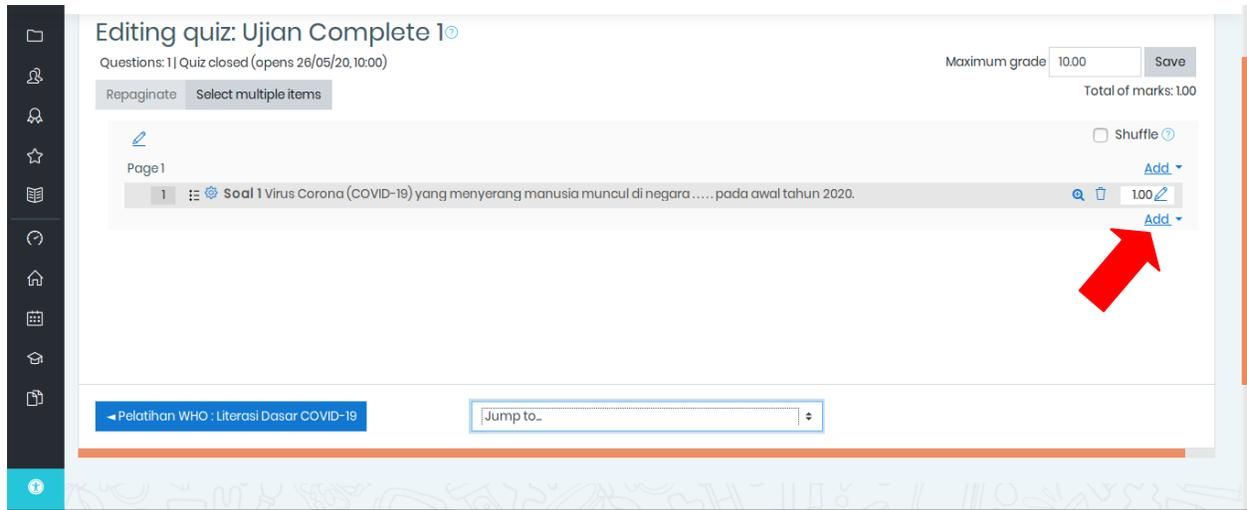 Editing quiz: Ujian Complete 1
Questions: 1 | Quiz closed (opens 26/05/20, 10:00)
Maximum grade 10.00 Save
Repaginate Select multiple items
Total of marks: 1.00
Shuffle
Page 1
Add
1 Soal 1 Virus Corona (COVID-19) yang menyerang manusia muncul di negara ..... pada awal tahun 2020. 1.00
Add
◄ Pelatihan WHO : Literasi Dasar COVID-19
Jump to...